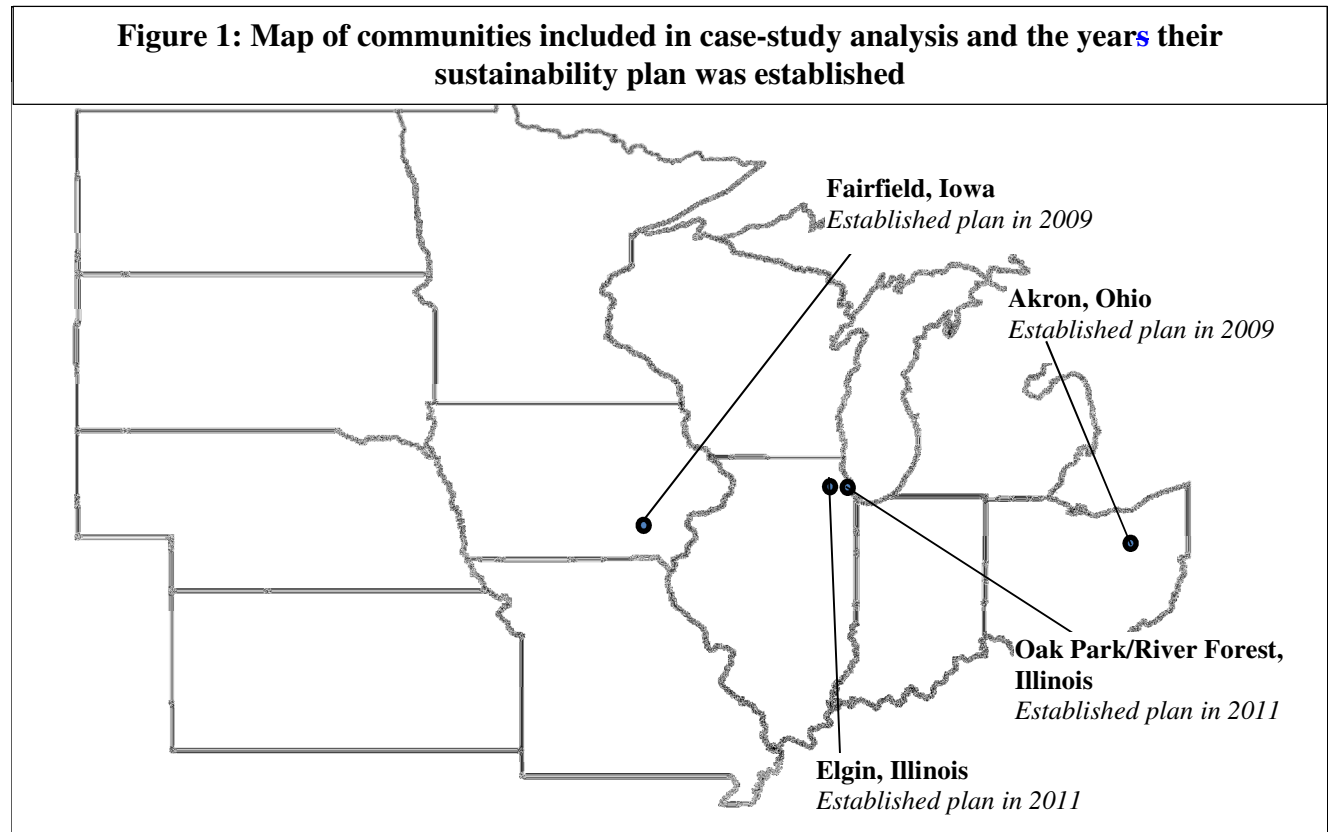 Figure 1: Map of communities included in case-study analysis and the years their
sustainability plan was established
Fairfield, Iowa
Established plan in 2009
Akron, Ohio
Established plan in 2009
Oak Park/River Forest,
Illinois
Established plan in 2011
Elgin, Illinois
Established plan in 2011